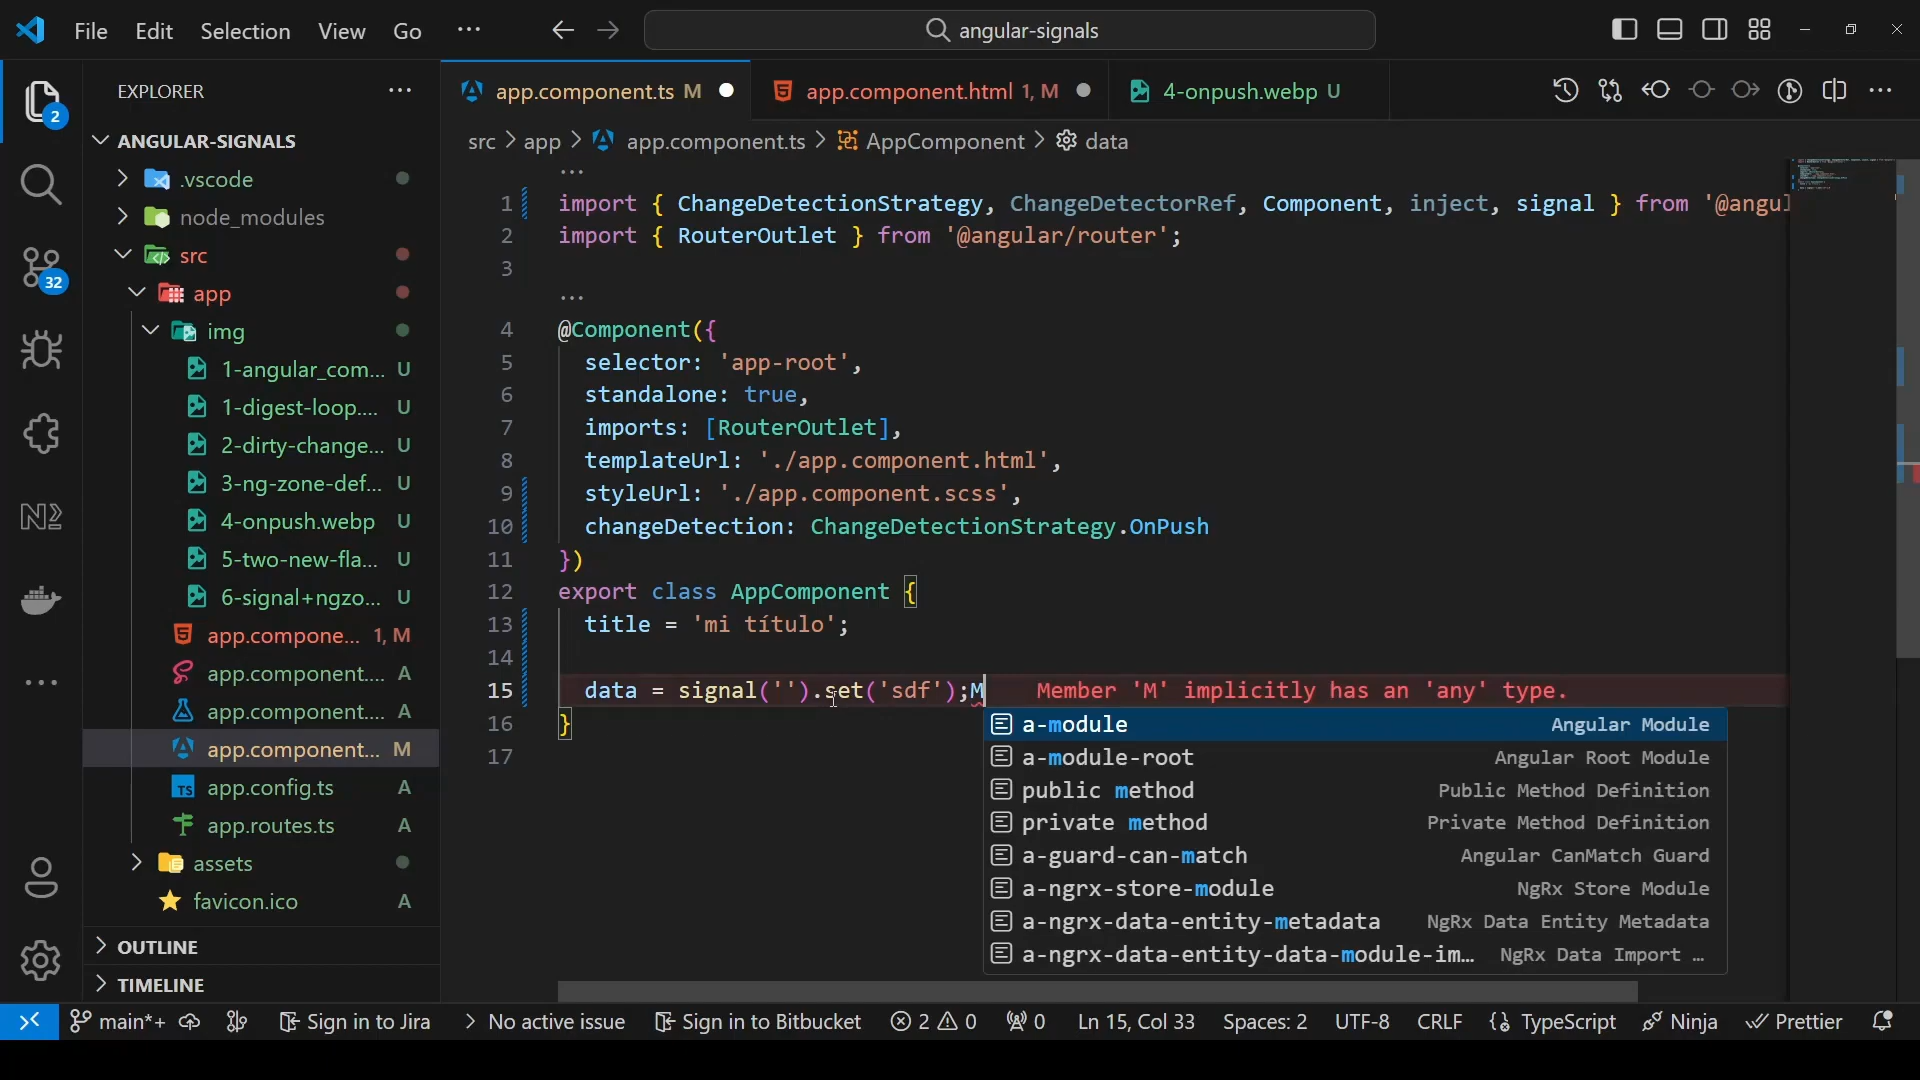 File Edit Selection View Go ... angular-signals
EXPLORER ...
ANGULAR-SIGNALS
.vscode
node_modules
src
app
img
1-angular_com... U
1-digest-loop.... U
2-dirty-change... U
3-ng-zone-def... U
4-onpush.webp U
5-two-new-fla... U
6-signal+ngzo... U
app.compone... 1, M
app.component.... A
app.component.... A
app.component... M
app.config.ts A
app.routes.ts A
assets
favicon.ico A
OUTLINE
TIMELINE
2
32
N2
app.component.ts M app.component.html 1, M 4-onpush.webp U
src > app > app.component.ts > AppComponent > data
...
1 import { ChangeDetectionStrategy, ChangeDetectorRef, Component, inject, signal } from '@angul
2 import { RouterOutlet } from '@angular/router';
3
...
4 @Component({
5 selector: 'app-root',
6 standalone: true,
7 imports: [RouterOutlet],
8 templateUrl: './app.component.html',
9 styleUrl: './app.component.scss',
10 changeDetection: ChangeDetectionStrategy.OnPush
11 })
12 export class AppComponent {
13 title = 'mi título';
14
15 data = signal('').set('sdf');M Member 'M' implicitly has an 'any' type.
16 }
17
a-module Angular Module
a-module-root Angular Root Module
public method Public Method Definition
private method Private Method Definition
a-guard-can-match Angular CanMatch Guard
a-ngrx-store-module NgRx Store Module
a-ngrx-data-entity-metadata NgRx Data Entity Metadata
a-ngrx-data-entity-data-module-im... NgRx Data Import ...
main*+ Sign in to Jira > No active issue Sign in to Bitbucket 2 0 0 Ln 15, Col 33 Spaces: 2 UTF-8 CRLF {} TypeScript Ninja Prettier